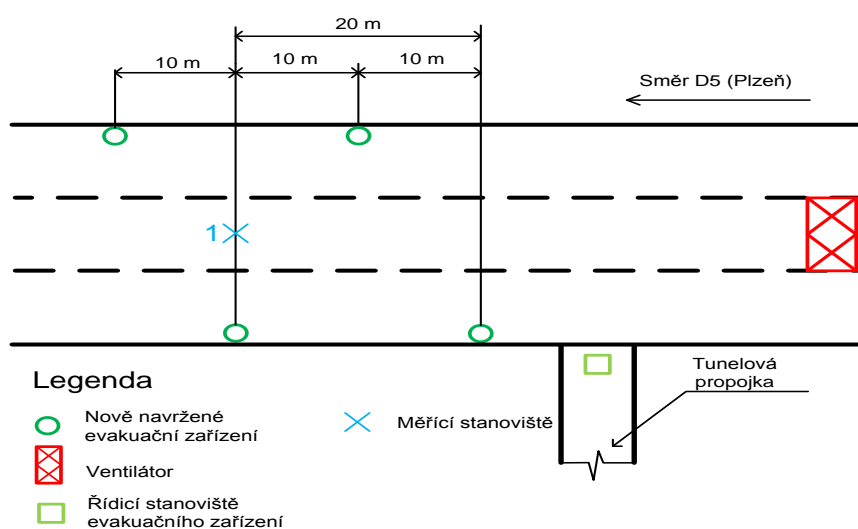 20 m
10 m
10 m
10 m
Směr D5 (Plzeň)
1
Tunelová
propojka
Legenda
Nově navržené
evakuační zařízení
Měřící stanoviště
Ventilátor
Řídicí stanoviště
evakuačního zařízení